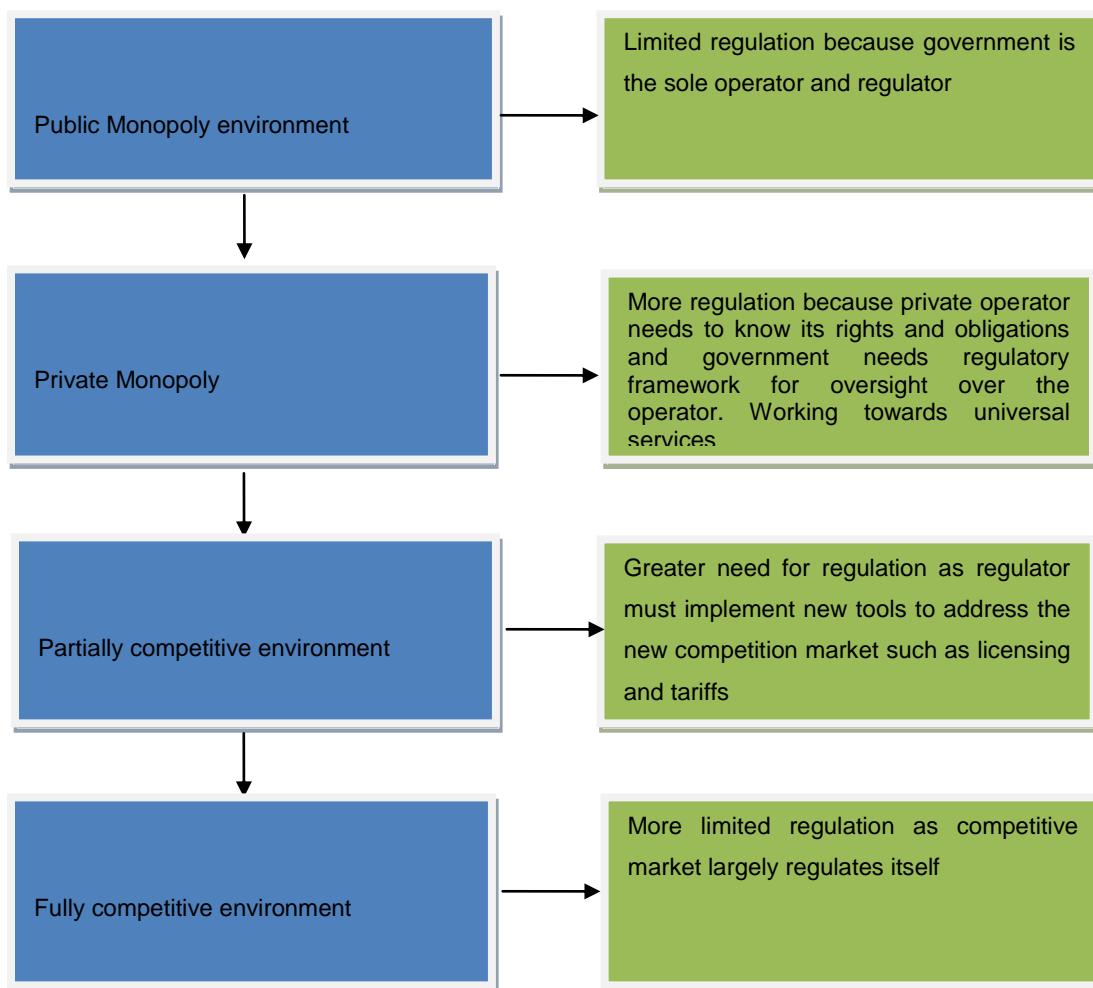 Public Monopoly environment
Limited regulation because government is
the sole operator and regulator
Private Monopoly
More regulation because private operator
needs to know its rights and obligations
and government needs regulatory
framework for oversight over the
operator. Working towards universal
services
Partially competitive environment
Greater need for regulation as regulator
must implement new tools to address the
new competition market such as licensing
and tariffs
Fully competitive environment
More limited regulation as competitive
market largely regulates itself